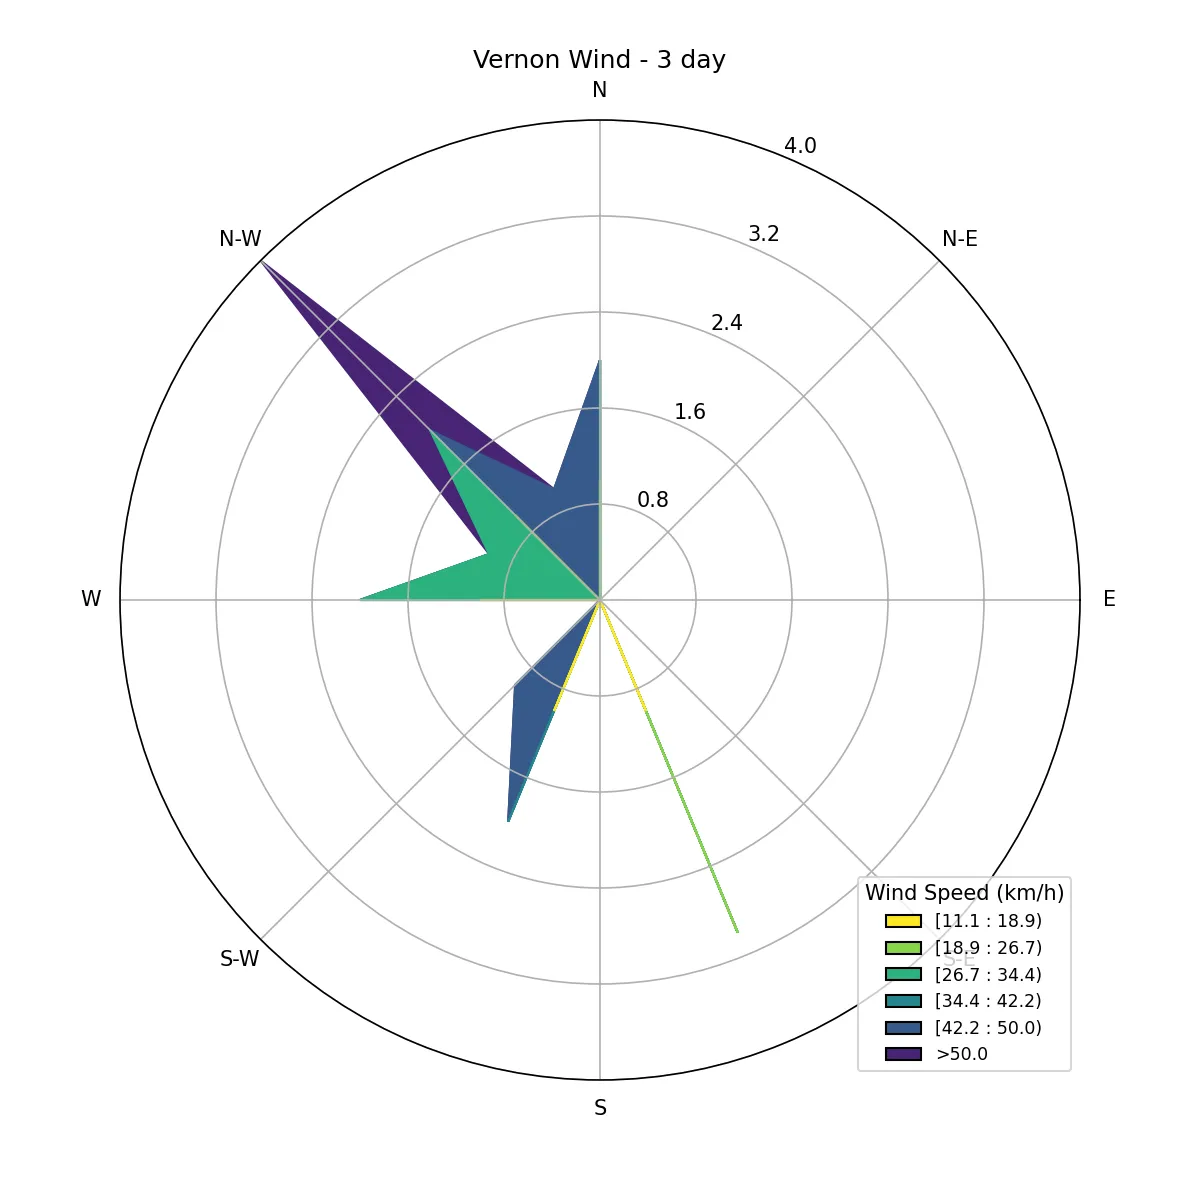 Vernon Wind - 3 day
N
4.0
N-W
3.2
N-E
2.4
1.6
0.8
W
E
S-W
S-E
S
Wind Speed (km/h)
[11.1 : 18.9)
[18.9 : 26.7)
[26.7 : 34.4)
[34.4 : 42.2)
[42.2 : 50.0)
>50.0